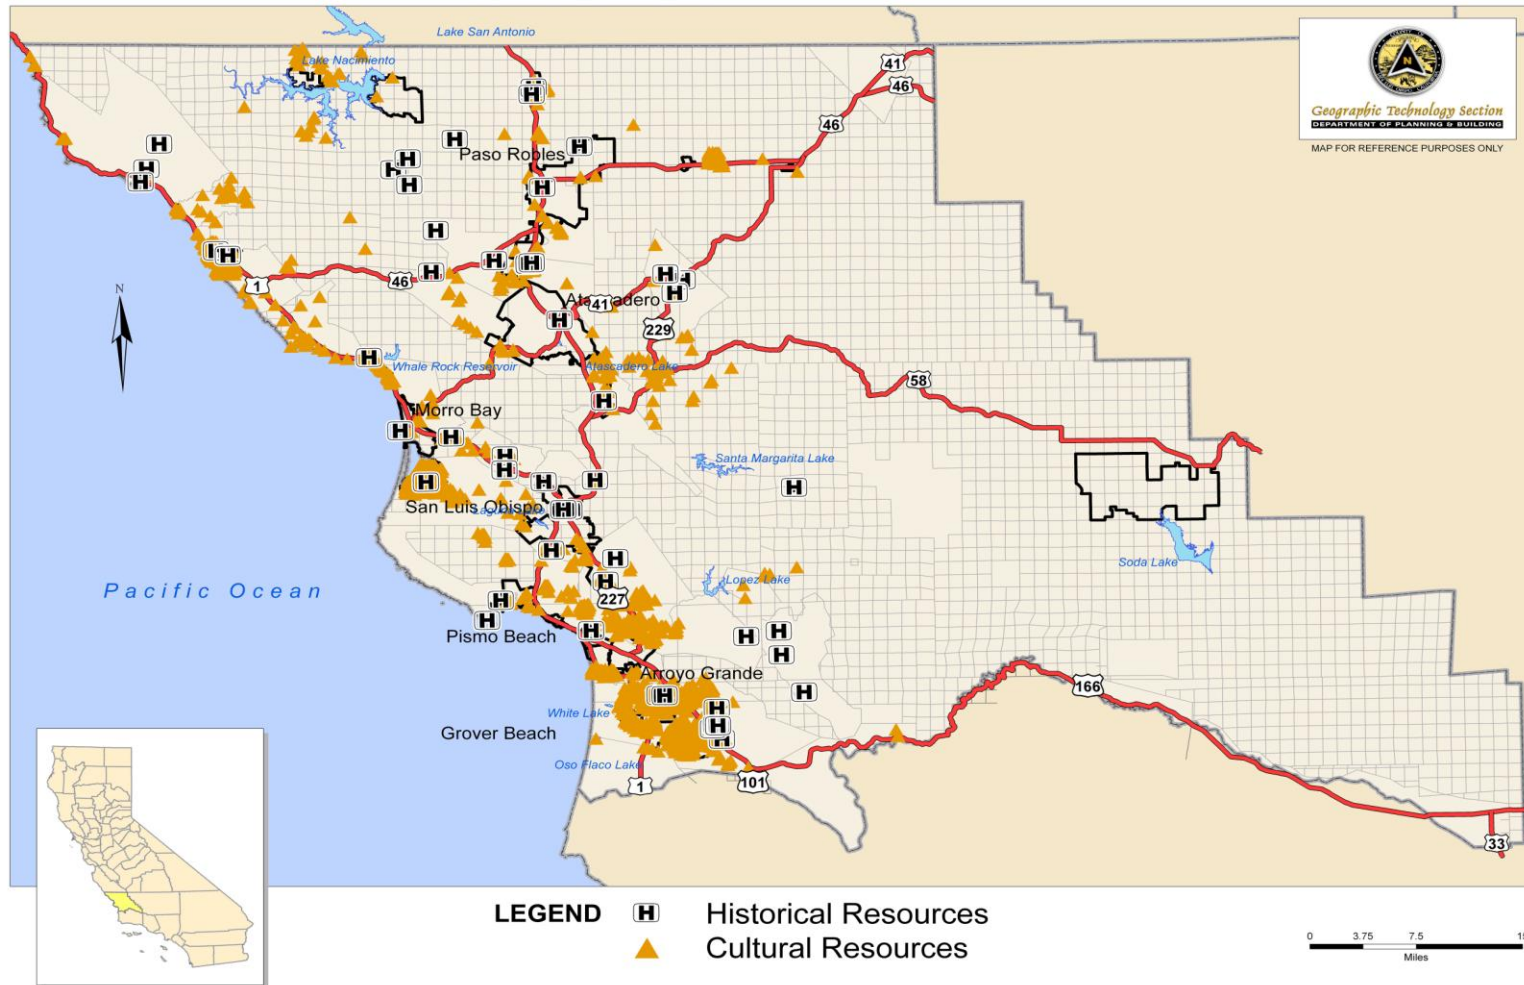 Lake San Antonio
Lake Nacimiento
41
46
46
Geographic Technology Section
DEPARTMENT OF PLANNING & BUILDING
MAP FOR REFERENCE PURPOSES ONLY
H
Paso Robles
N
1
46
Atascadero
41
229
Whale Rock Reservoir
Atascadero Lake
58
Morro Bay
Santa Margarita Lake
San Luis Obispo
Pacific Ocean
Lopez Lake
Soda Lake
227
Pismo Beach
Arroyo Grande
166
White Lake
Grover Beach
Oso Flaco Lake
1
101
33
LEGEND H Historical Resources
Cultural Resources
0 3.75 7.5 15
Miles